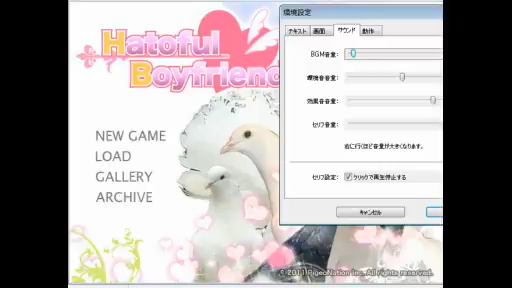 Hatoful
Boyfriend
NEW GAME
LOAD
GALLERY
ARCHIVE
環境設定
テキスト 画面 サウンド 動作
BGM音量:
環境音音量:
効果音音量:
セリフ音量:
右に行くほど音量が大きくなります。
セリフ設定: クリックで再生停止する
キャンセル
© 2011 PigeoNation Inc. All rights reserved.